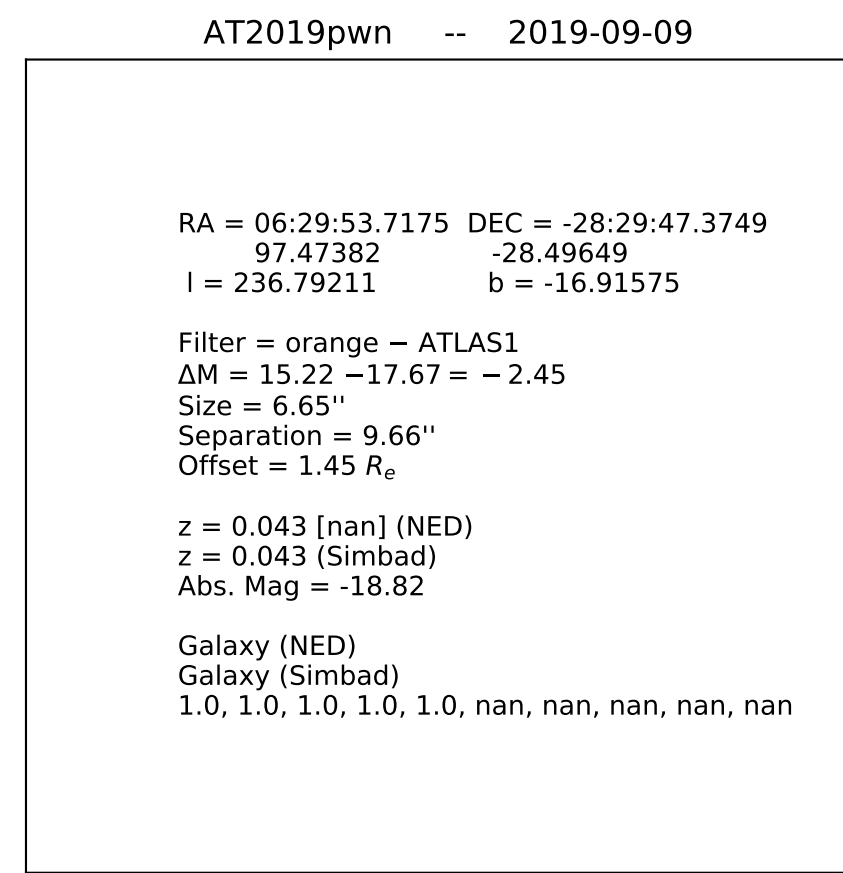 AT2019pwn -- 2019-09-09
RA = 06:29:53.7175 DEC = -28:29:47.3749
97.47382 -28.49649
l = 236.79211 b = -16.91575
Filter = orange − ATLAS1
ΔM = 15.22 −17.67 = −2.45
Size = 6.65''
Separation = 9.66''
Offset = 1.45 Re
z = 0.043 [nan] (NED)
z = 0.043 (Simbad)
Abs. Mag = -18.82
Galaxy (NED)
Galaxy (Simbad)
1.0, 1.0, 1.0, 1.0, 1.0, nan, nan, nan, nan, nan